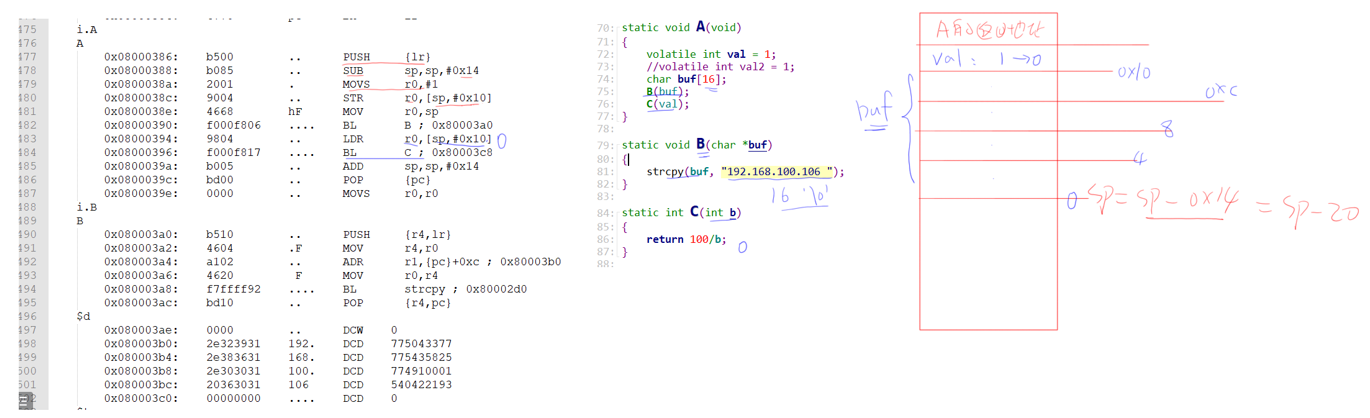 475 i.A
476 A
477 0x08000386: b500 .. PUSH {lr}
478 0x08000388: b085 .. SUB sp,sp,#0x14
479 0x0800038a: 2001 . MOVS r0,#1
480 0x0800038c: 9004 .. STR r0,[sp,#0x10]
481 0x0800038e: 4668 hF MOV r0,sp
482 0x08000390: f000f806 .... BL B ; 0x80003a0
483 0x08000394: 9804 .. LDR r0,[sp,#0x10] 0
484 0x08000396: f000f817 .... BL C ; 0x80003c8
485 0x0800039a: b005 .. ADD sp,sp,#0x14
486 0x0800039c: bd00 .. POP {pc}
487 0x0800039e: 0000 .. MOVS r0,r0
488 i.B
489 B
490 0x080003a0: b510 .. PUSH {r4,lr}
491 0x080003a2: 4604 .F MOV r4,r0
492 0x080003a4: a102 .. ADR r1,{pc}+0xc ; 0x80003b0
493 0x080003a6: 4620 F MOV r0,r4
494 0x080003a8: f7ffff92 .... BL strcpy ; 0x80002d0
495 0x080003ac: bd10 .. POP {r4,pc}
496 $d
497 0x080003ae: 0000 .. DCW 0
498 0x080003b0: 2e323931 192. DCD 775043377
499 0x080003b4: 2e383631 168. DCD 775435825
500 0x080003b8: 2e303031 100. DCD 774910001
501 0x080003bc: 20363031 106 DCD 540422193
0x080003c0: 00000000 .... DCD 0
70: static void A(void)
71: {
72: volatile int val = 1;
73: //volatile int val2 = 1;
74: char buf[16];
75: B(buf);
76: C(val);
77: }
78:
79: static void B(char *buf)
80: {
81: strcpy(buf, "192.168.100.106 ");
82: }
83:
16 '\0'
84: static int C(int b)
85: {
86: return 100/b;
0
87: }
88:
val: 1→0
0x10
0xc
buf
8
4
0 SP = SP - 0x14 = SP-20